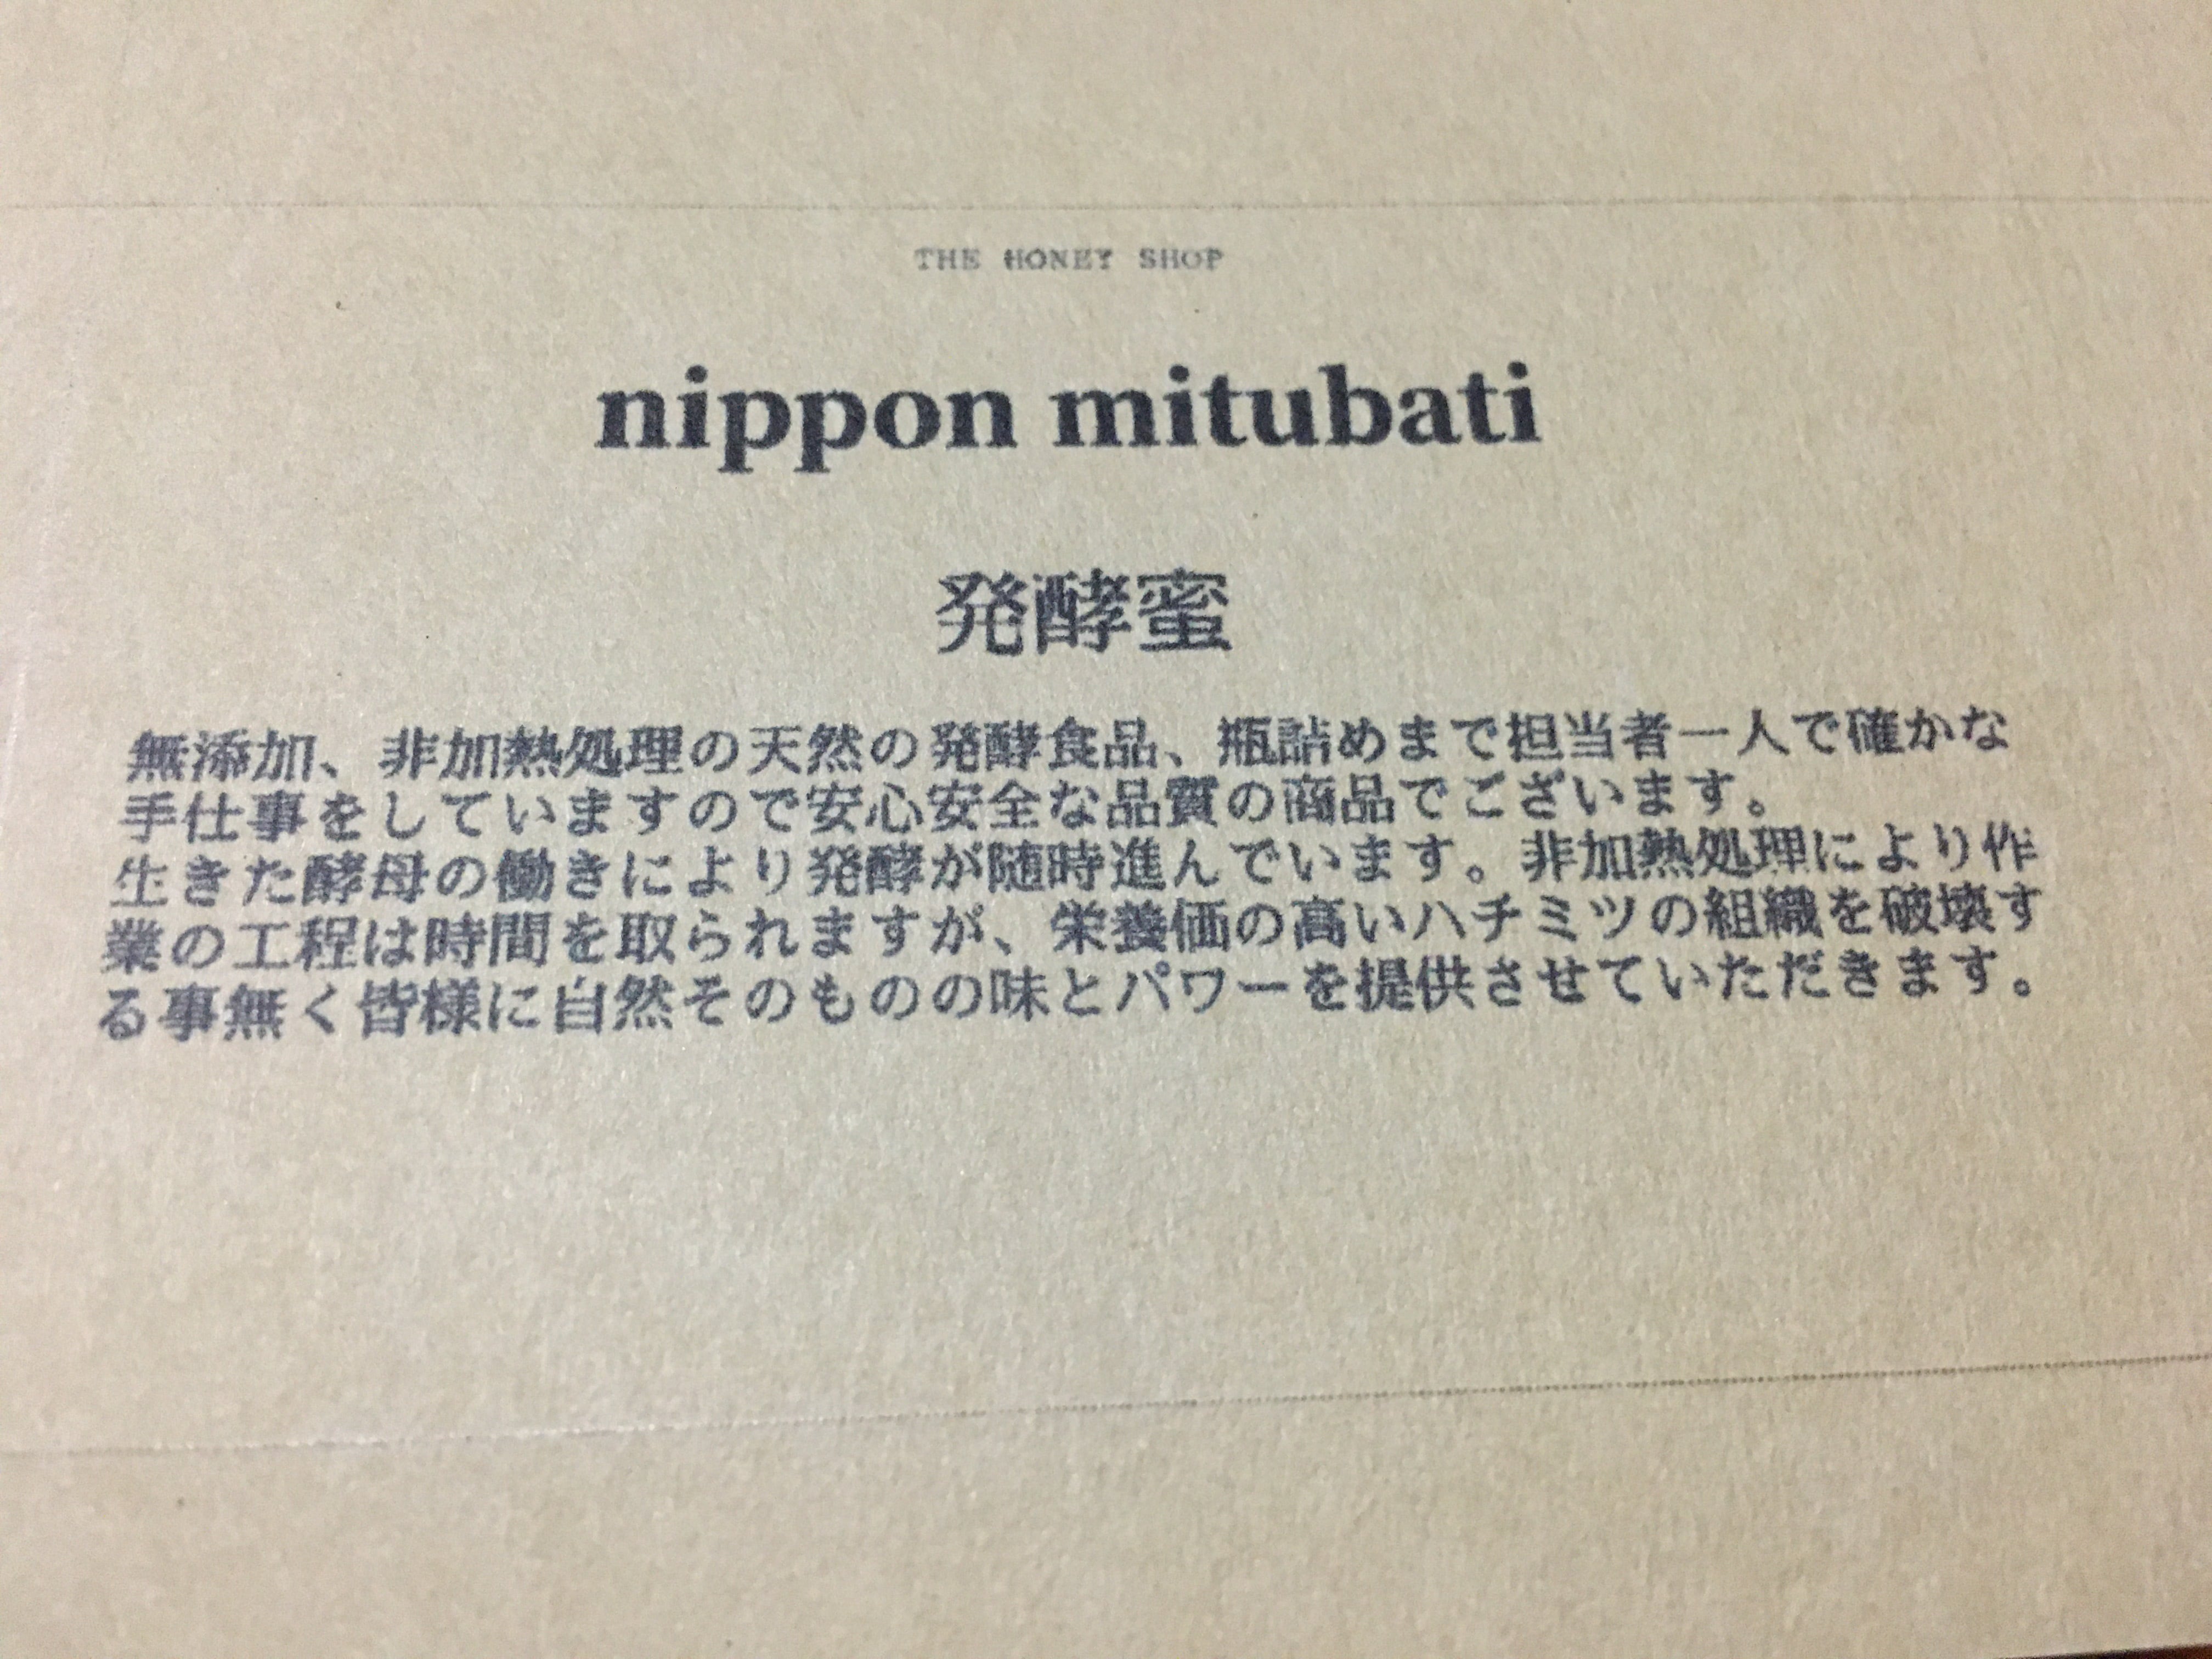 THE HONEY SHOP
nippon mitubati
発酵蜜
無添加、非加熱処理の天然の発酵食品、瓶詰めまで担当者一人で確かな
手仕事をしていますので安心安全な品質の商品でございます。
生きた酵母の働きにより発酵が随時進んでいます。非加熱処理により作
業の工程は時間を取られますが、栄養価の高いハチミツの組織を破壊す
る事無く皆様に自然そのものの味とパワーを提供させていただきます。